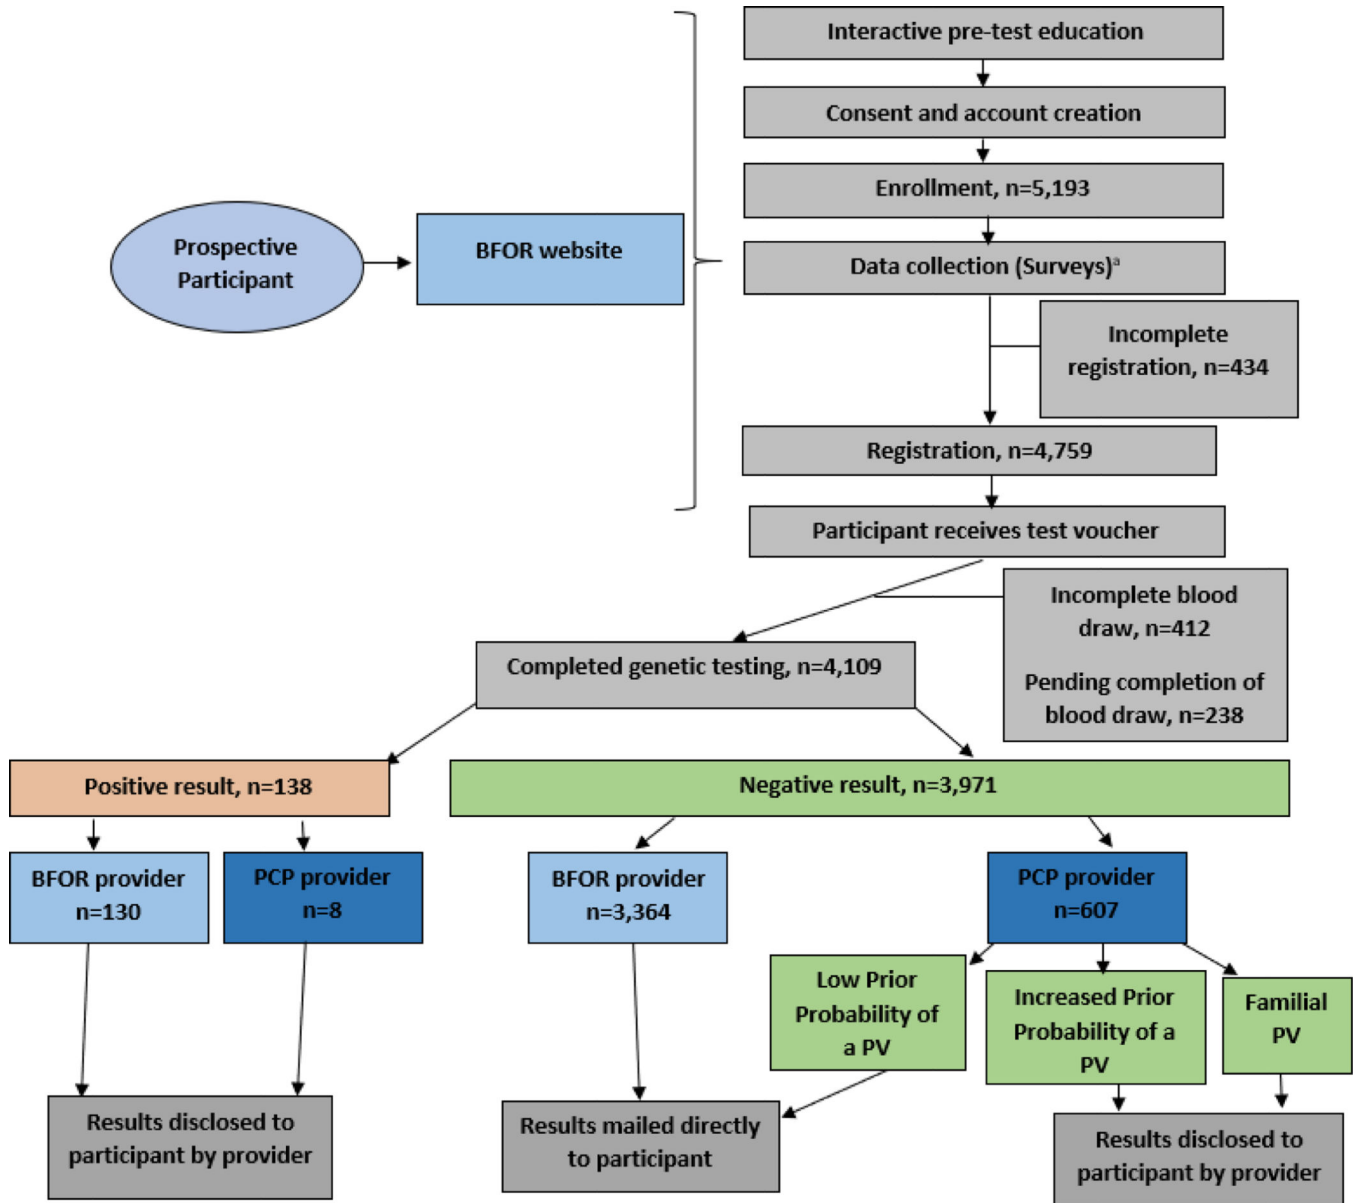 Interactive pre-test education
Consent and account creation
Enrollment, n=5,193
Prospective
Participant
BFOR website
Data collection (Surveys)ᵃ
Incomplete
registration, n=434
Registration, n=4,759
Participant receives test voucher
Incomplete blood
draw, n=412
Pending completion of
blood draw, n=238
Completed genetic testing, n=4,109
Positive result, n=138
Negative result, n=3,971
BFOR provider
n=130
PCP provider
n=8
BFOR provider
n=3,364
PCP provider
n=607
Low Prior
Probability of
a PV
Increased Prior
Probability of a
PV
Familial
PV
Results disclosed to
participant by provider
Results mailed directly
to participant
Results disclosed to
participant by provider